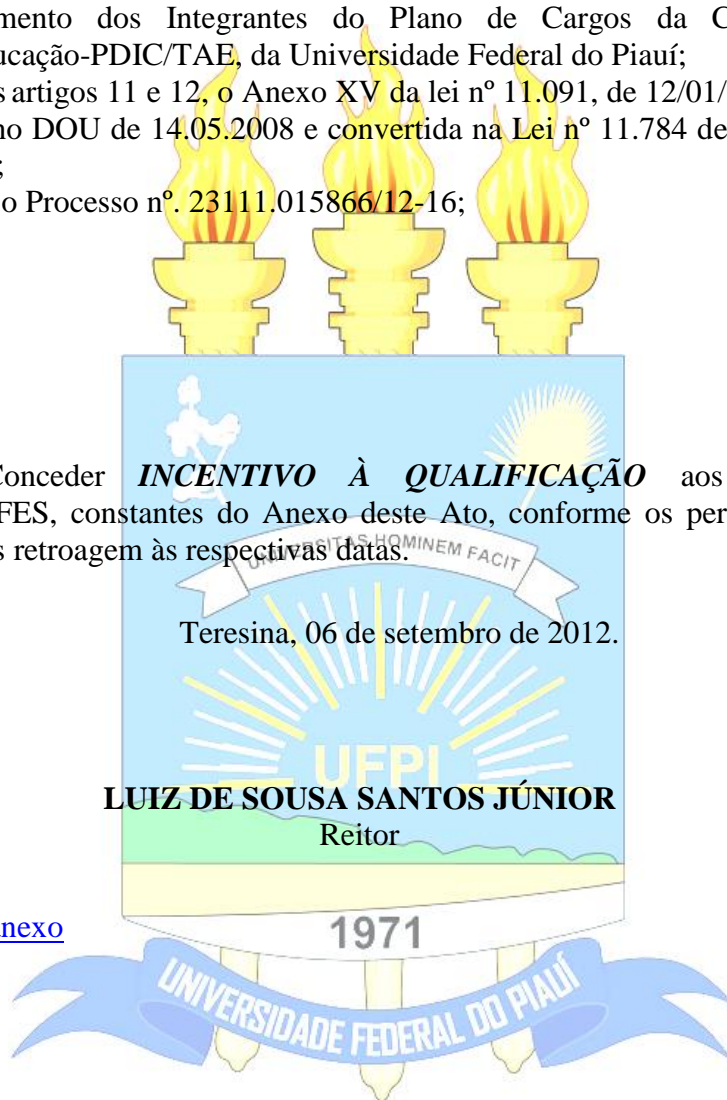 mento dos Integrantes do Plano de Cargos da C
ucação-PDIC/TAE, da Universidade Federal do Piauí;
s artigos 11 e 12, o Anexo XV da lei nº 11.091, de 12/01/
no DOU de 14.05.2008 e convertida na Lei nº 11.784 de
;
o Processo nº. 23111.015866/12-16;
Conceder INCENTIVO À QUALIFICAÇÃO aos
FES, constantes do Anexo deste Ato, conforme os per
s retroagem às respectivas datas.
UNIVERSITAS HOMINEM FACIT
Teresina, 06 de setembro de 2012.
UFPI
LUIZ DE SOUSA SANTOS JÚNIOR
Reitor
anexo
1971
UNIVERSIDADE FEDERAL DO PIAUÍ